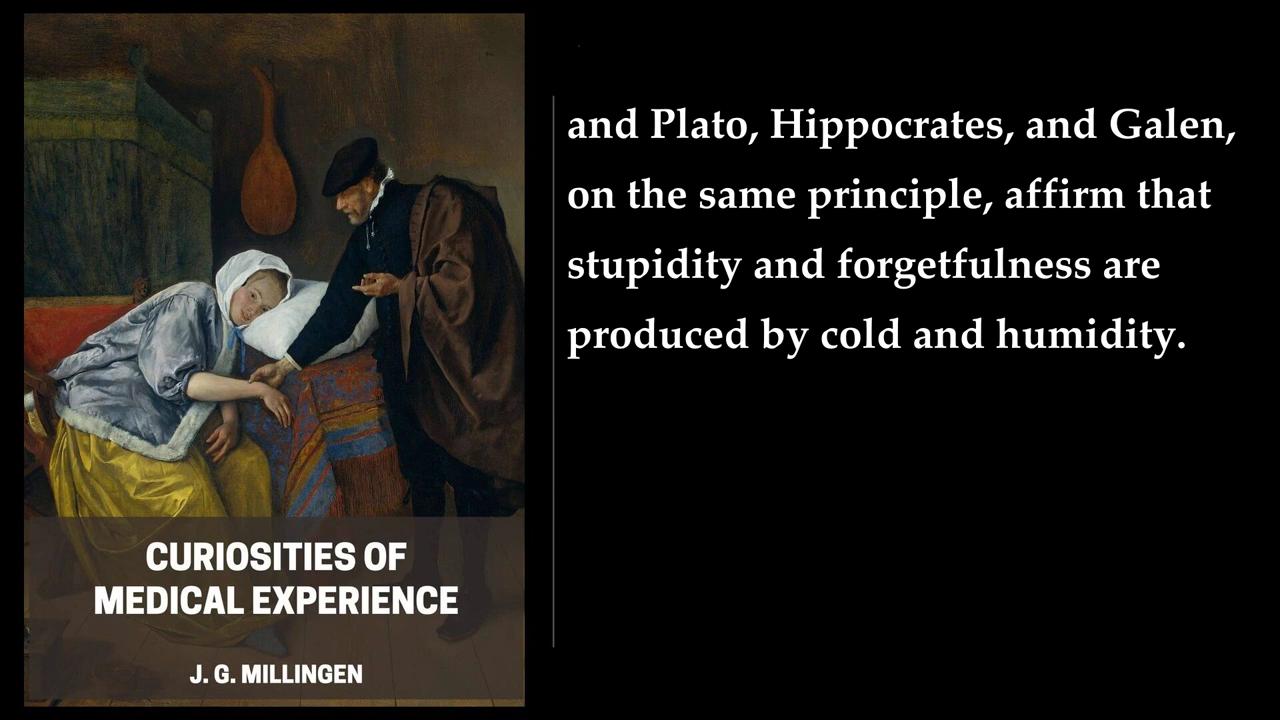 CURIOSITIES OF
MEDICAL EXPERIENCE
J. G. MILLINGEN
and Plato, Hippocrates, and Galen,
on the same principle, affirm that
stupidity and forgetfulness are
produced by cold and humidity.